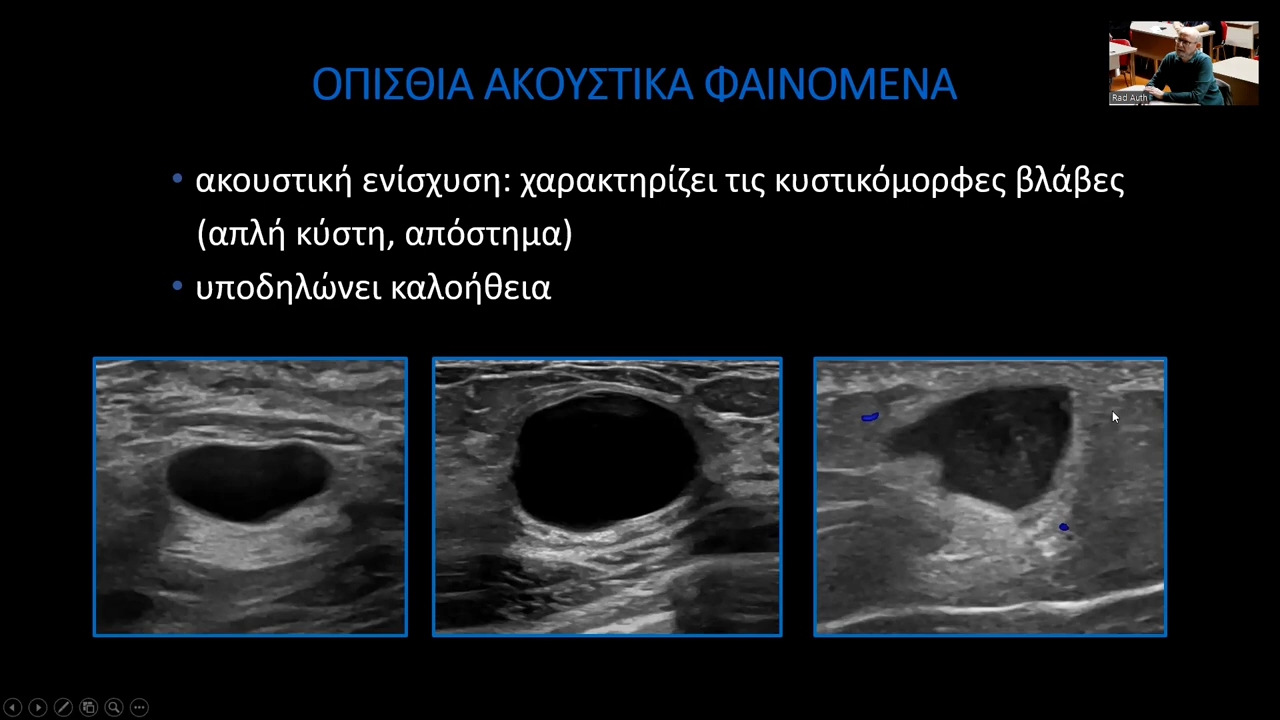 ΟΠΙΣΘΙΑ ΑΚΟΥΣΤΙΚΑ ΦΑΙΝΟΜΕΝΑ
Rad Auth
• ακουστική ενίσχυση: χαρακτηρίζει τις κυστικόμορφες βλάβες
(απλή κύστη, απόστημα)
• υποδηλώνει καλοήθεια